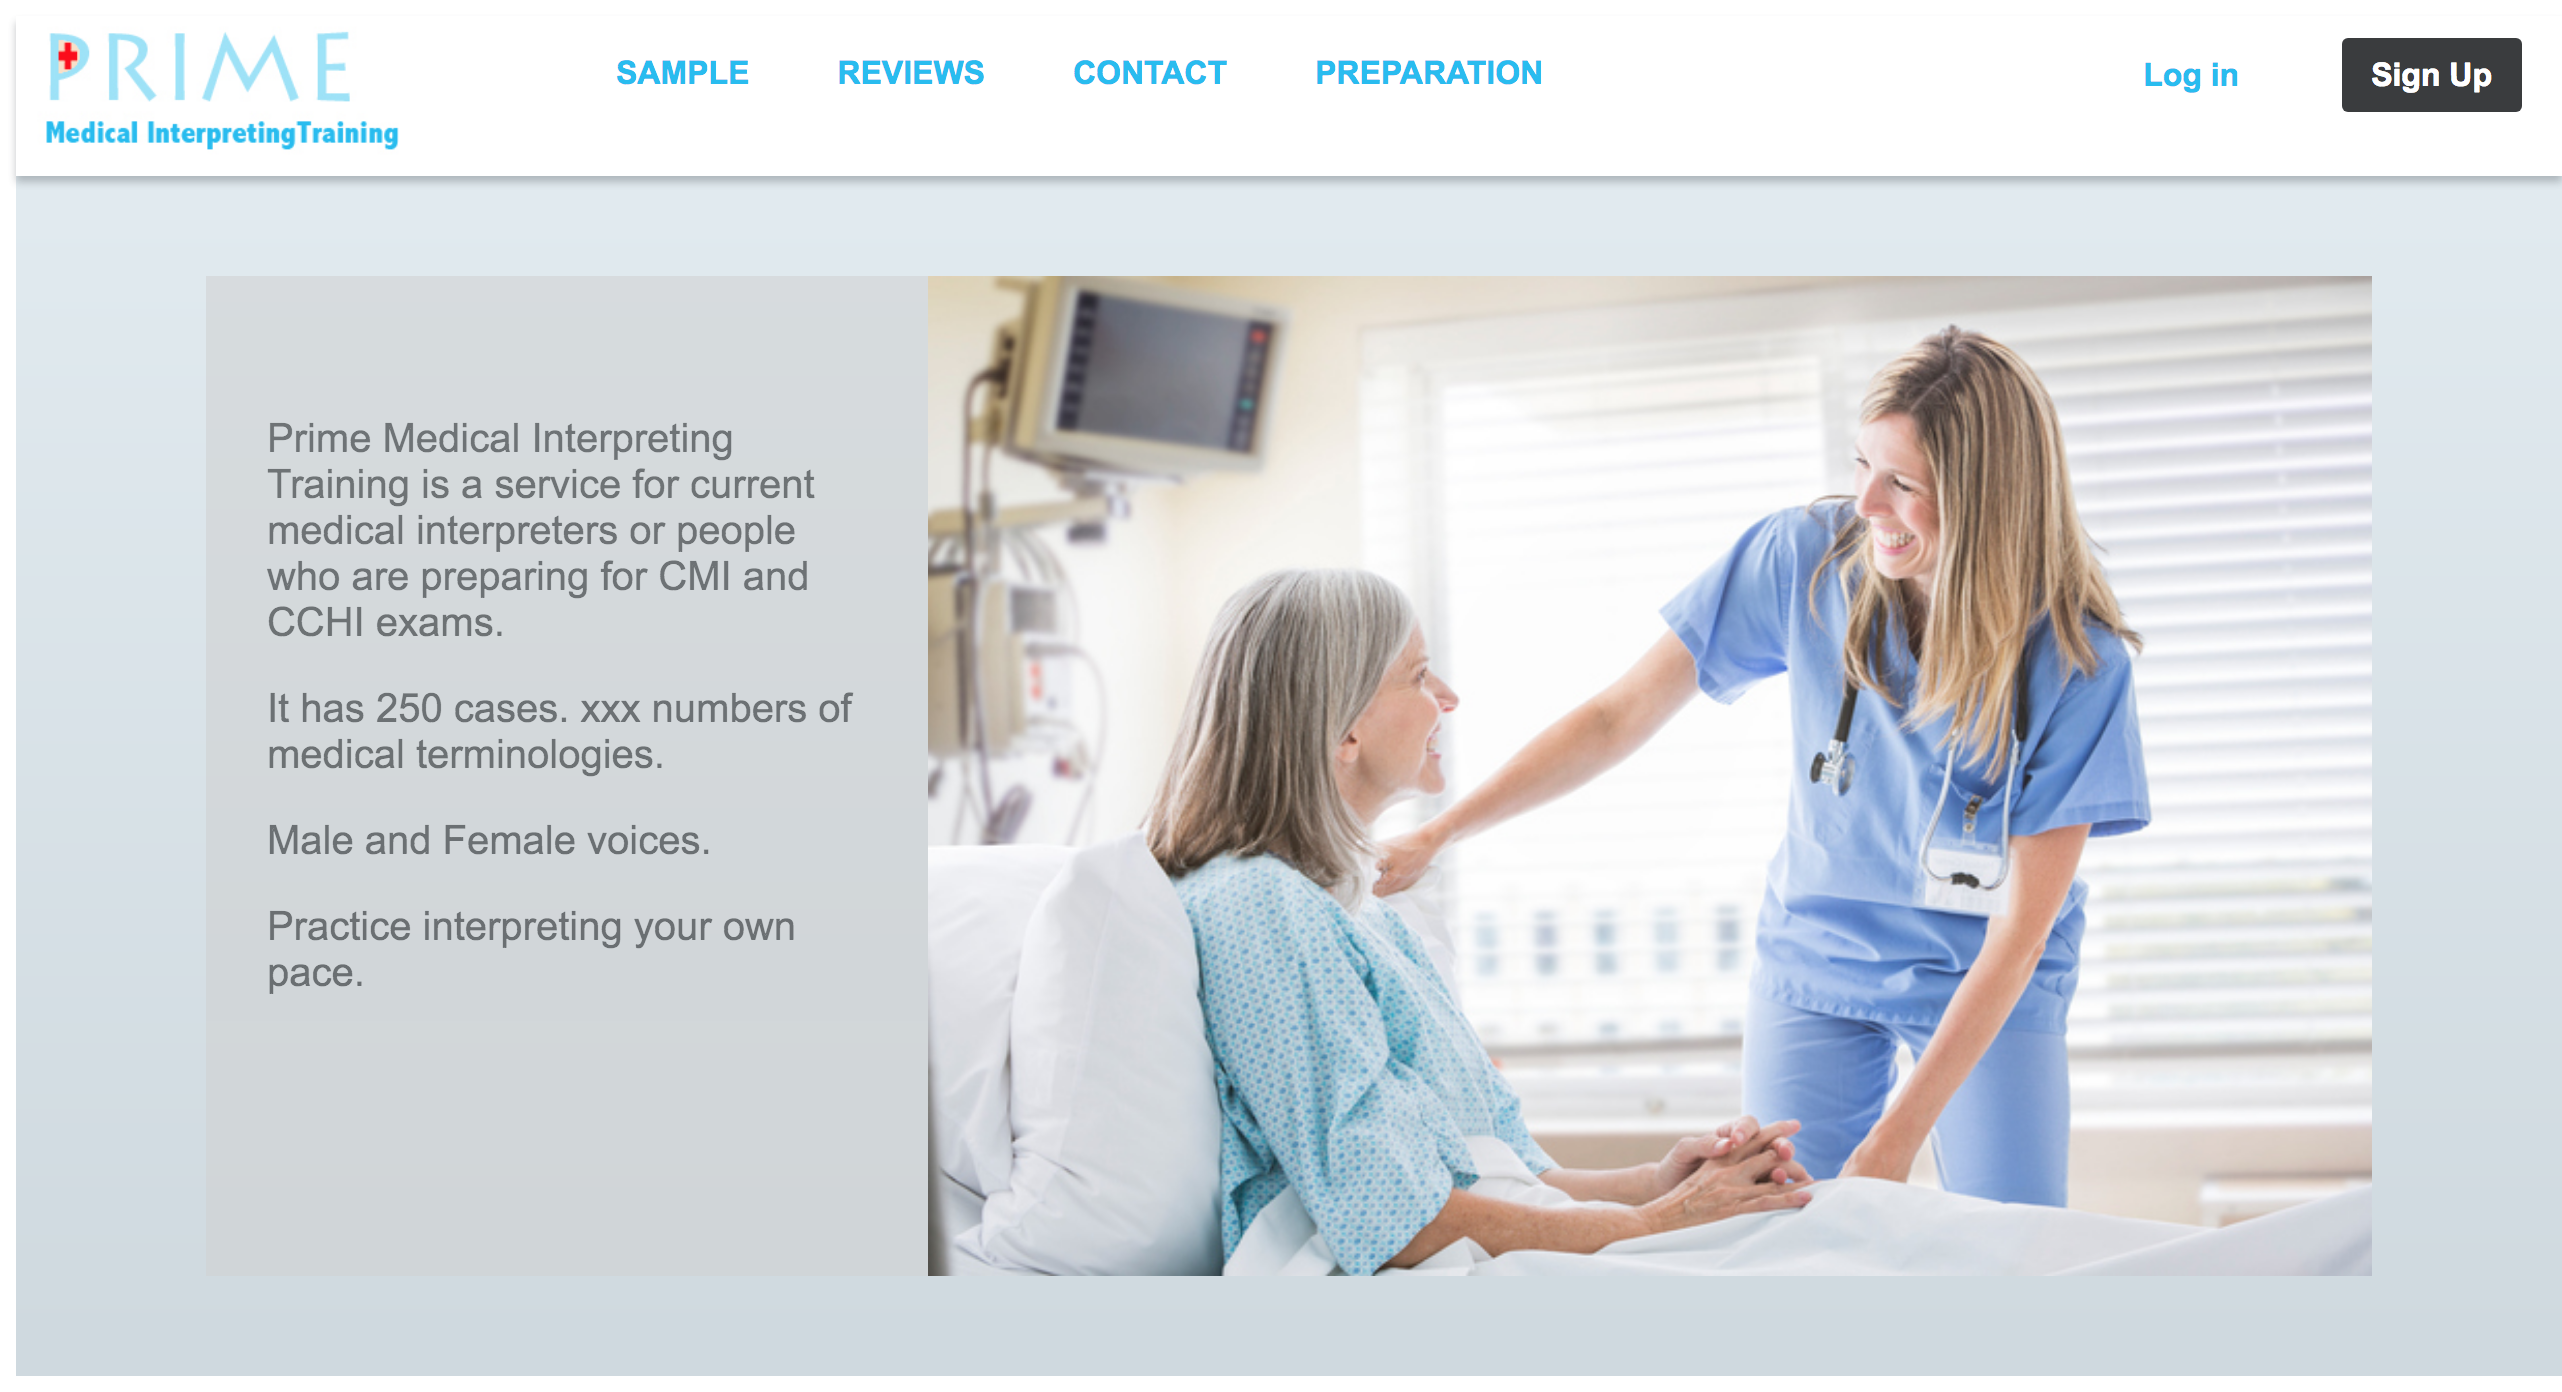 PRIME
Medical InterpretingTraining
SAMPLE
REVIEWS
CONTACT
PREPARATION
Log in
Sign Up
Prime Medical Interpreting
Training is a service for current
medical interpreters or people
who are preparing for CMI and
CCHI exams.
It has 250 cases. xxx numbers of
medical terminologies.
Male and Female voices.
Practice interpreting your own
pace.